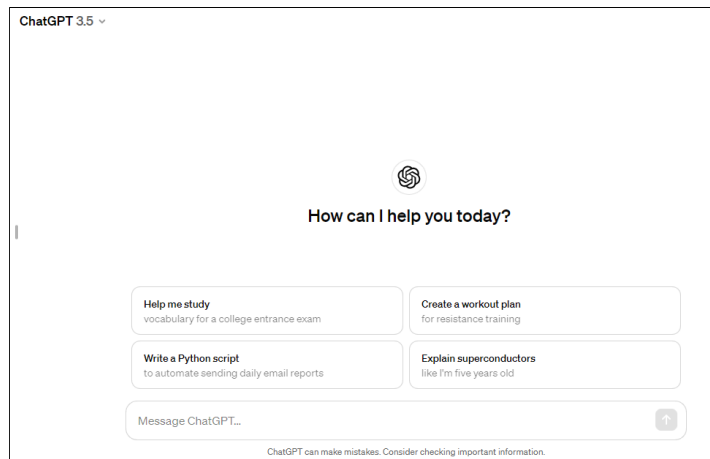 ChatGPT 3.5
How can I help you today?
Help me study
vocabulary for a college entrance exam
Create a workout plan
for resistance training
Write a Python script
to automate sending daily email reports
Explain superconductors
like I'm five years old
Message ChatGPT...
ChatGPT can make mistakes. Consider checking important information.